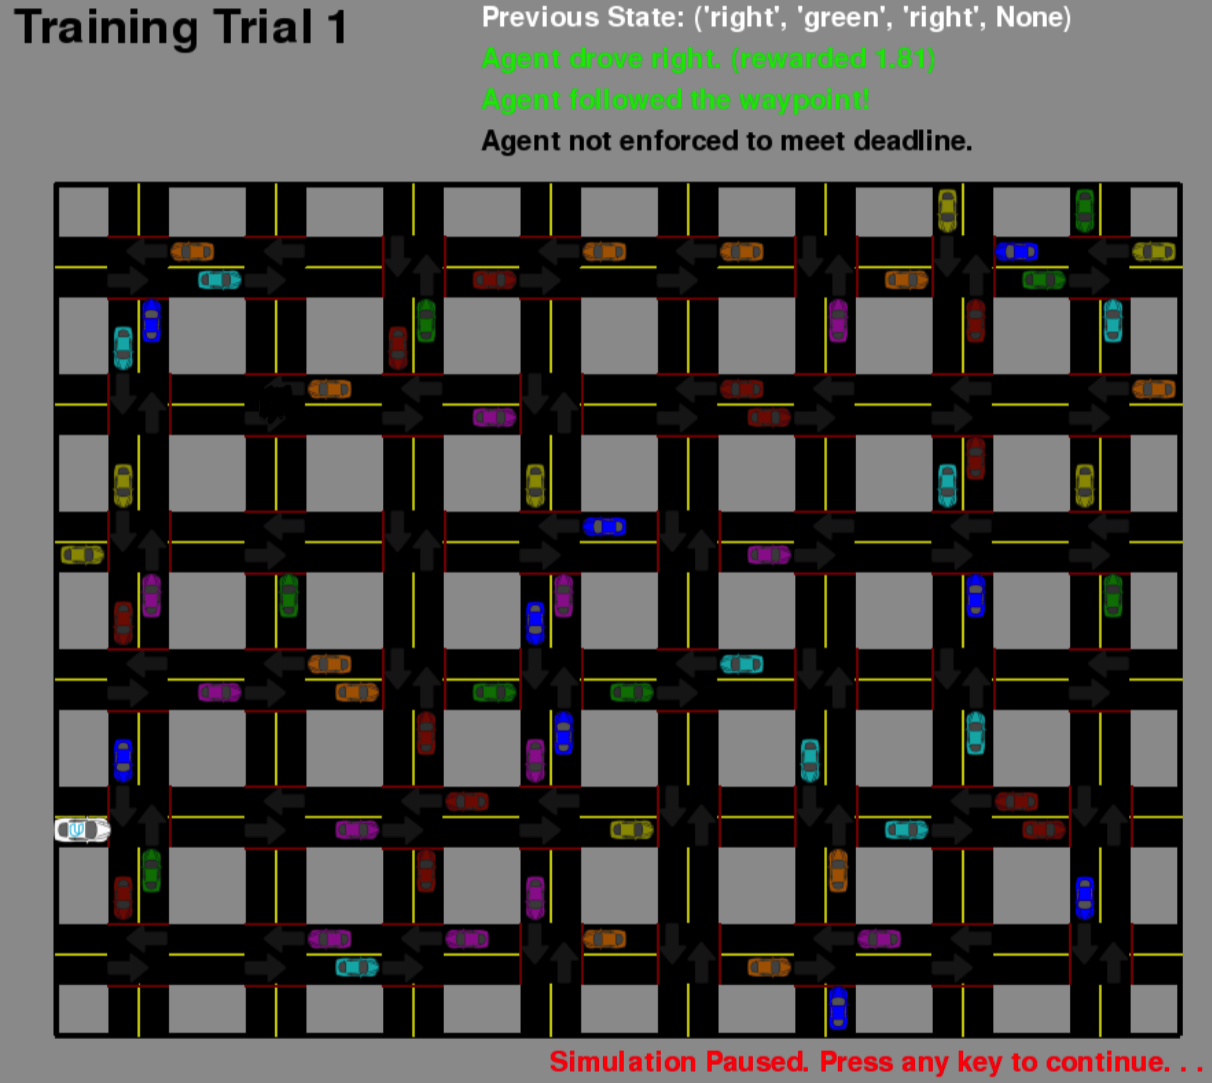 Training Trial 1
Previous State: ('right', 'green', 'right', None)
Agent drove right. (rewarded 1.81)
Agent followed the waypoint!
Agent not enforced to meet deadline.
Simulation Paused. Press any key to continue. . .